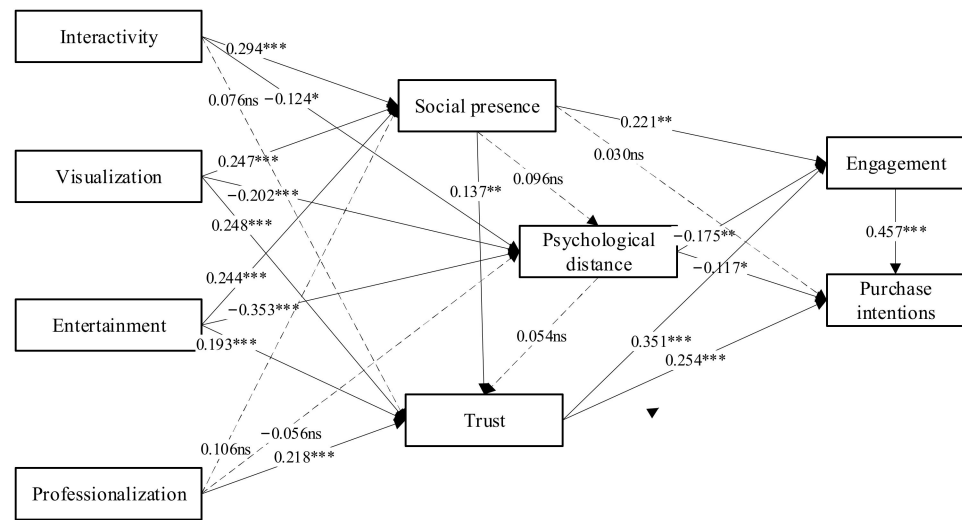 Interactivity
0.294***
0.076ns
−0.124*
Social presence
0.221**
0.030ns
Visualization
0.247***
−0.202***
0.248***
0.137**
0.096ns
Engagement
Psychological
distance
−0.175**
−0.117*
0.457***
Purchase
intentions
0.244***
−0.353***
Entertainment
0.193***
0.054ns
0.351***
0.254***
Trust
−0.056ns
0.106ns
0.218***
Professionalization